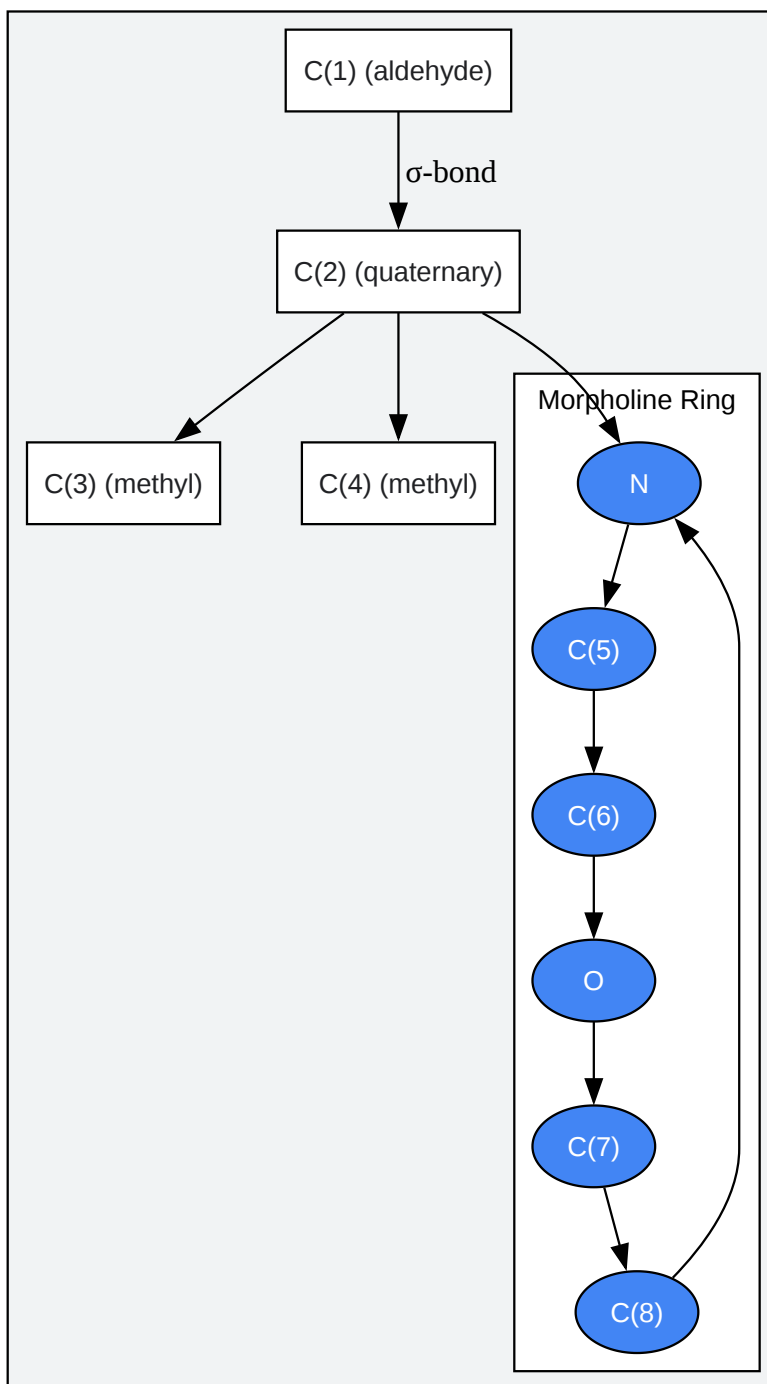 C(1) (aldehyde)
σ-bond
C(2) (quaternary)
Morpholine Ring
C(3) (methyl)
C(4) (methyl)
N
C(5)
C(6)
O
C(7)
C(8)